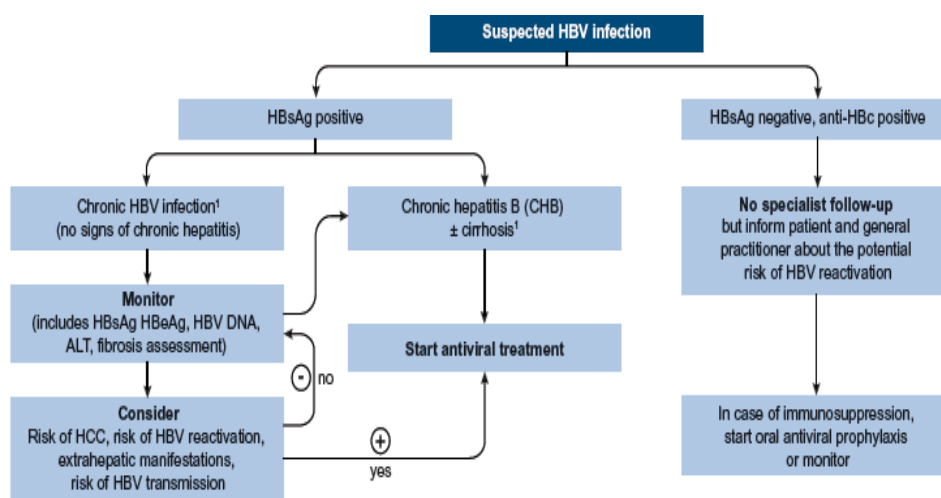 Suspected HBV infection
HBsAg positive
HBsAg negative, anti-HBc positive
Chronic HBV infection¹
(no signs of chronic hepatitis)
Chronic hepatitis B (CHB)
± cirrhosis¹
No specialist follow-up
but inform patient and general
practitioner about the potential
risk of HBV reactivation
Monitor
(includes HBsAg HBeAg, HBV DNA,
ALT, fibrosis assessment)
Start antiviral treatment
- no
Consider
Risk of HCC, risk of HBV reactivation,
extrahepatic manifestations,
risk of HBV transmission
+
yes
In case of immunosuppression,
start oral antiviral prophylaxis
or monitor